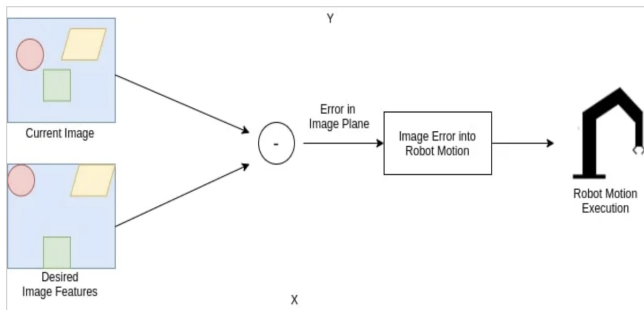 Y
Current Image
Error in
Image Plane
-
Image Error into
Robot Motion
Robot Motion
Execution
Desired
Image Features
X